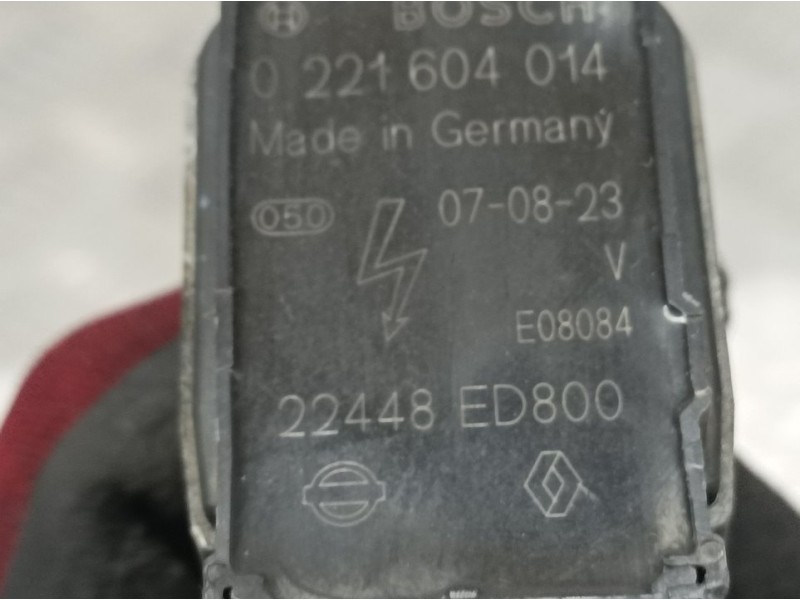 BOSCH
0 221 604 014
Made in Germany
050 07-08-23
V
E08084
22448 ED800